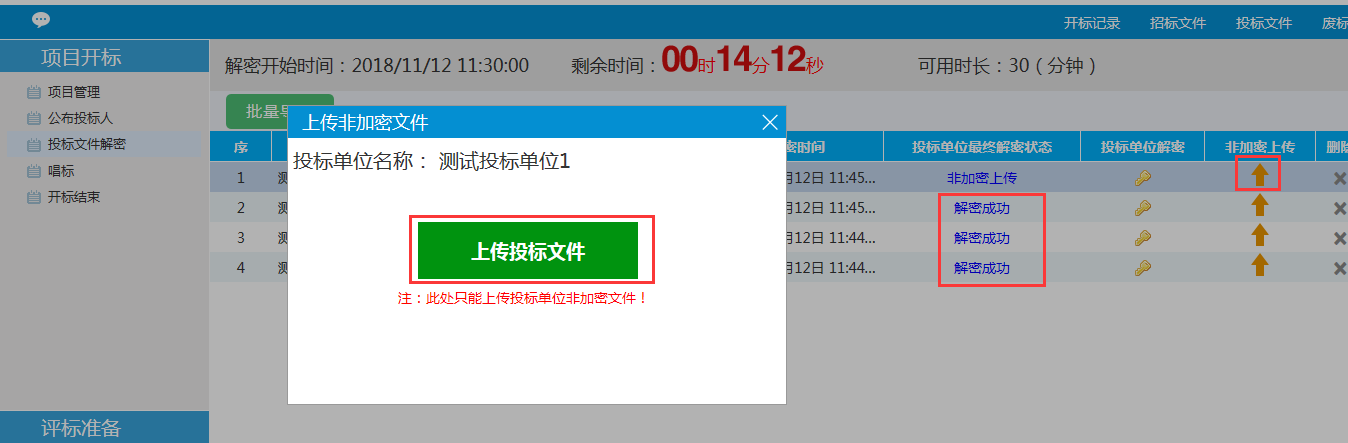 开标记录 招标文件 投标文件 废标
项目开标
项目管理
公布投标人
投标文件解密
唱标
开标结束
评标准备
解密开始时间：2018/11/12 11:30:00 剩余时间：00时14分12秒 可用时长：30（分钟）
批量导
序 密时间 投标单位最终解密状态 投标单位解密 非加密上传 删除
1 测 月12日 11:45... 非加密上传
2 测 月12日 11:45... 解密成功
3 测 月12日 11:44... 解密成功
4 测 月12日 11:44... 解密成功
上传非加密文件
投标单位名称： 测试投标单位1
上传投标文件
注：此处只能上传投标单位非加密文件！